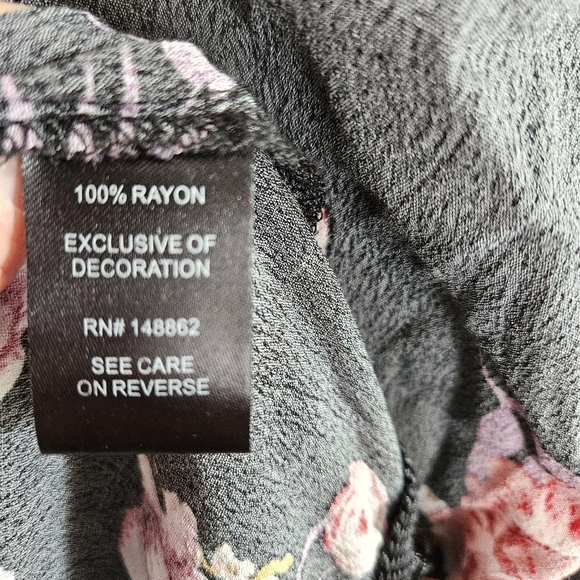 100% RAYON
EXCLUSIVE OF
DECORATION
RN# 148862
SEE CARE
ON REVERSE